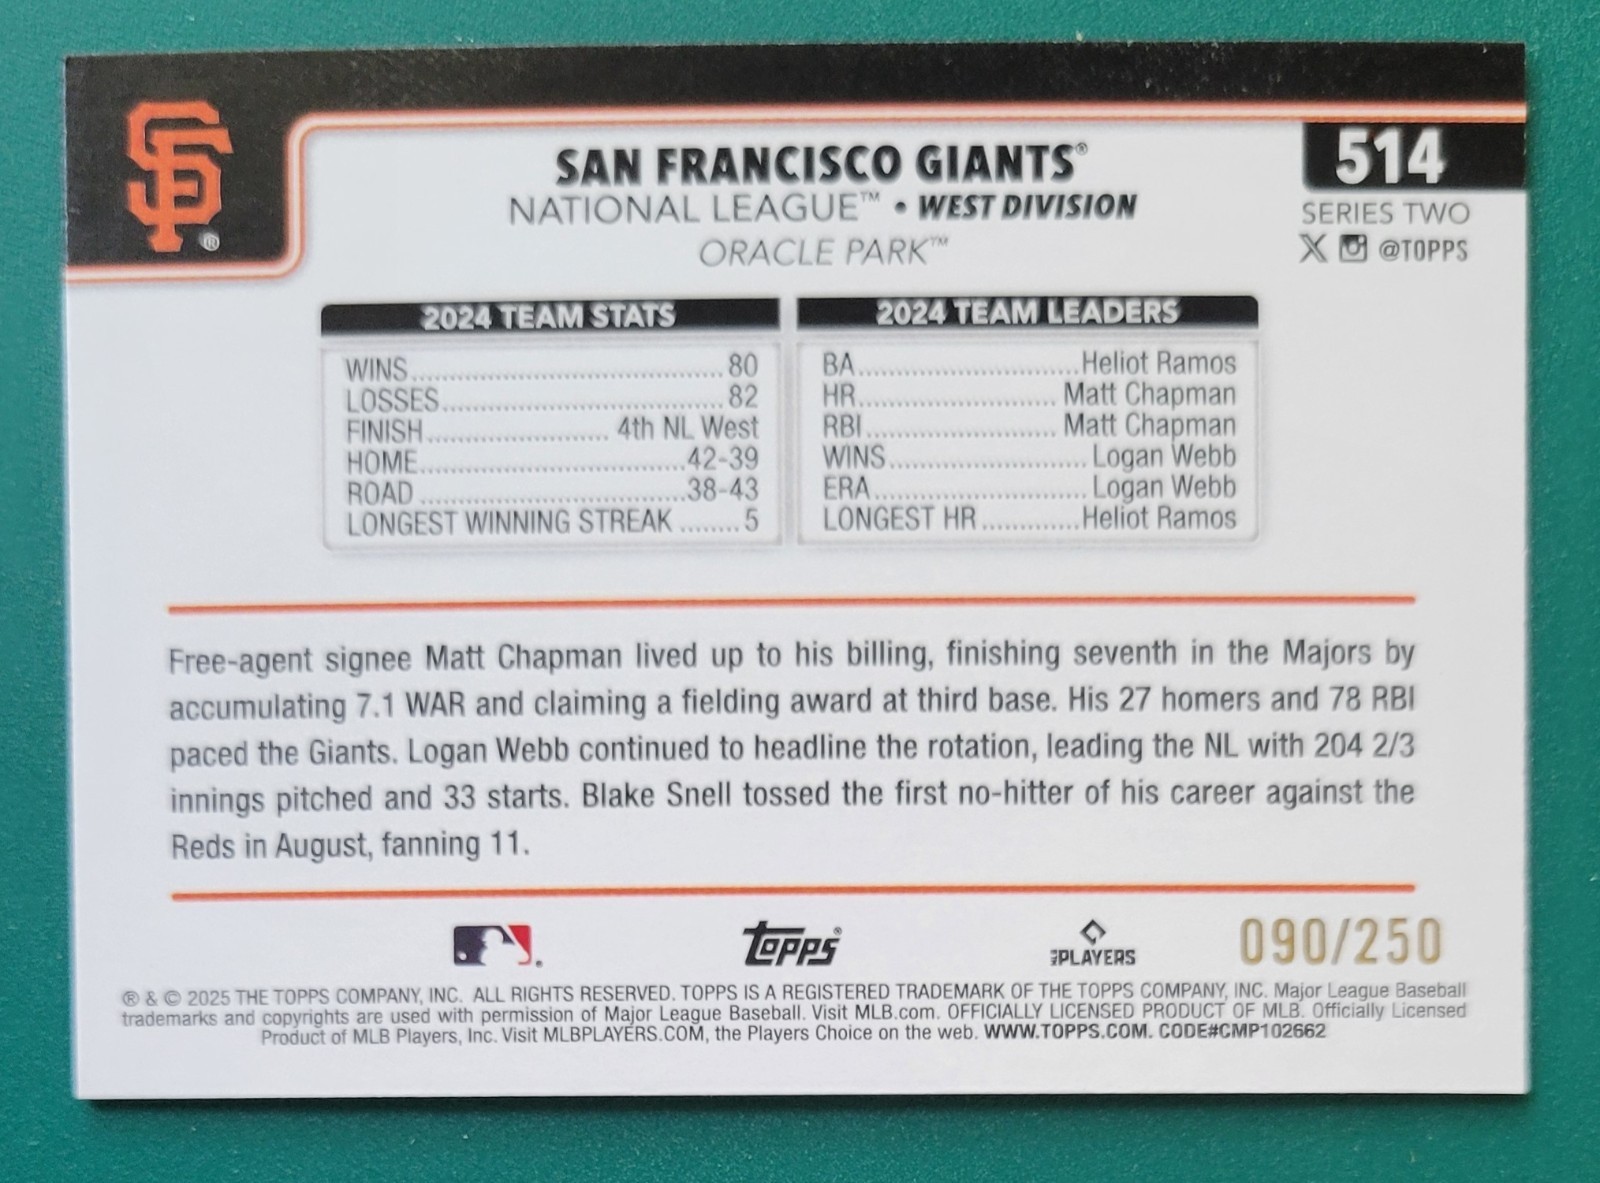 SF®
SAN FRANCISCO GIANTS®
514
NATIONAL LEAGUE™ • WEST DIVISION
SERIES TWO
ORACLE PARK™
X @TOPPS
2024 TEAM STATS
WINS 80
LOSSES 82
FINISH 4th NL West
HOME 42-39
ROAD 38-43
LONGEST WINNING STREAK 5
2024 TEAM LEADERS
BA Heliot Ramos
HR Matt Chapman
RBI Matt Chapman
WINS Logan Webb
ERA Logan Webb
LONGEST HR Heliot Ramos
Free-agent signee Matt Chapman lived up to his billing, finishing seventh in the Majors by
accumulating 7.1 WAR and claiming a fielding award at third base. His 27 homers and 78 RBI
paced the Giants. Logan Webb continued to headline the rotation, leading the NL with 204 2/3
innings pitched and 33 starts. Blake Snell tossed the first no-hitter of his career against the
Reds in August, fanning 11.
Topps®
PLAYERS
090/250
® & © 2025 THE TOPPS COMPANY, INC. ALL RIGHTS RESERVED. TOPPS IS A REGISTERED TRADEMARK OF THE TOPPS COMPANY, INC. Major League Baseball
trademarks and copyrights are used with permission of Major League Baseball. Visit MLB.com. OFFICIALLY LICENSED PRODUCT OF MLB. Officially Licensed
Product of MLB Players, Inc. Visit MLBPLAYERS.COM, the Players Choice on the web. WWW.TOPPS.COM. CODE#CMP102662